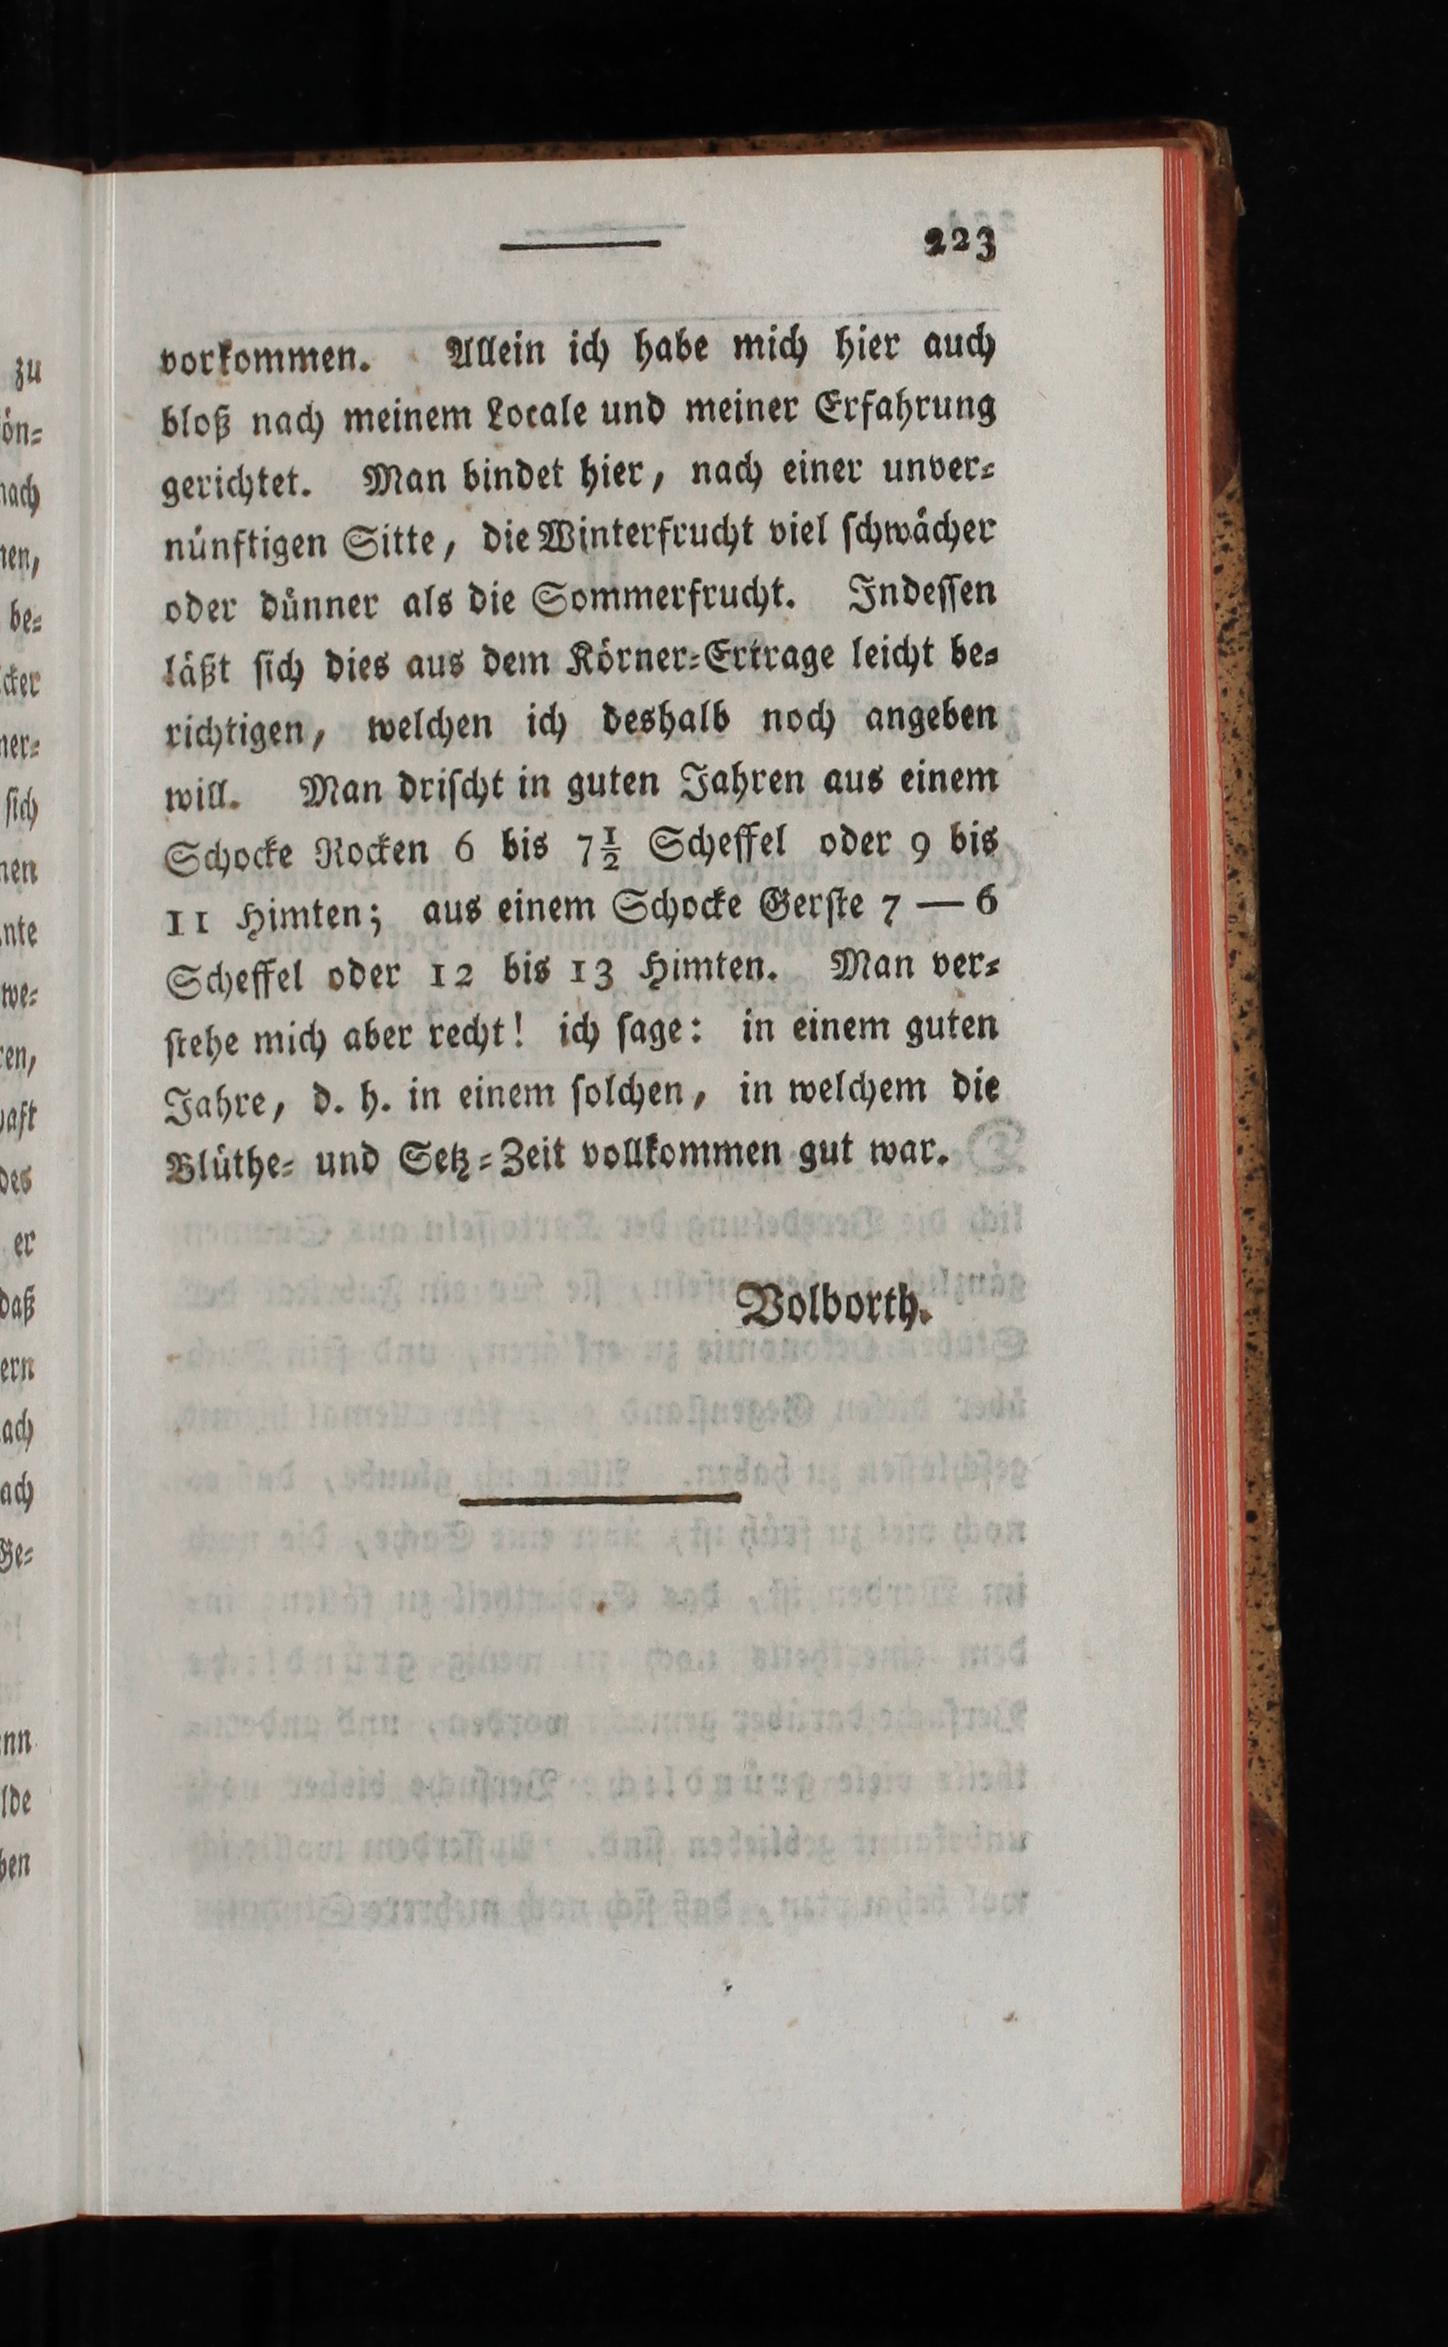 223
vorkommen. Allein ich habe mich hier auch
bloß nach meinem Locale und meiner Erfahrung
gerichtet. Man bindet hier, nach einer unver-
nünftigen Sitte, die Winterfrucht viel schwächer
oder dünner als die Sommerfrucht. Indessen
läßt sich dies aus dem Körner-Ertrage leicht be-
richtigen, welchen ich deshalb noch angeben
will. Man drischt in guten Jahren aus einem
Schocke Rocken 6 bis 7½ Scheffel oder 9 bis
11 Himten; aus einem Schocke Gerste 7 — 6
Scheffel oder 12 bis 13 Himten. Man ver-
stehe mich aber recht! ich sage: in einem guten
Jahre, d. h. in einem solchen, in welchem die
Blüthe- und Setz-Zeit vollkommen gut war.
Volborth.